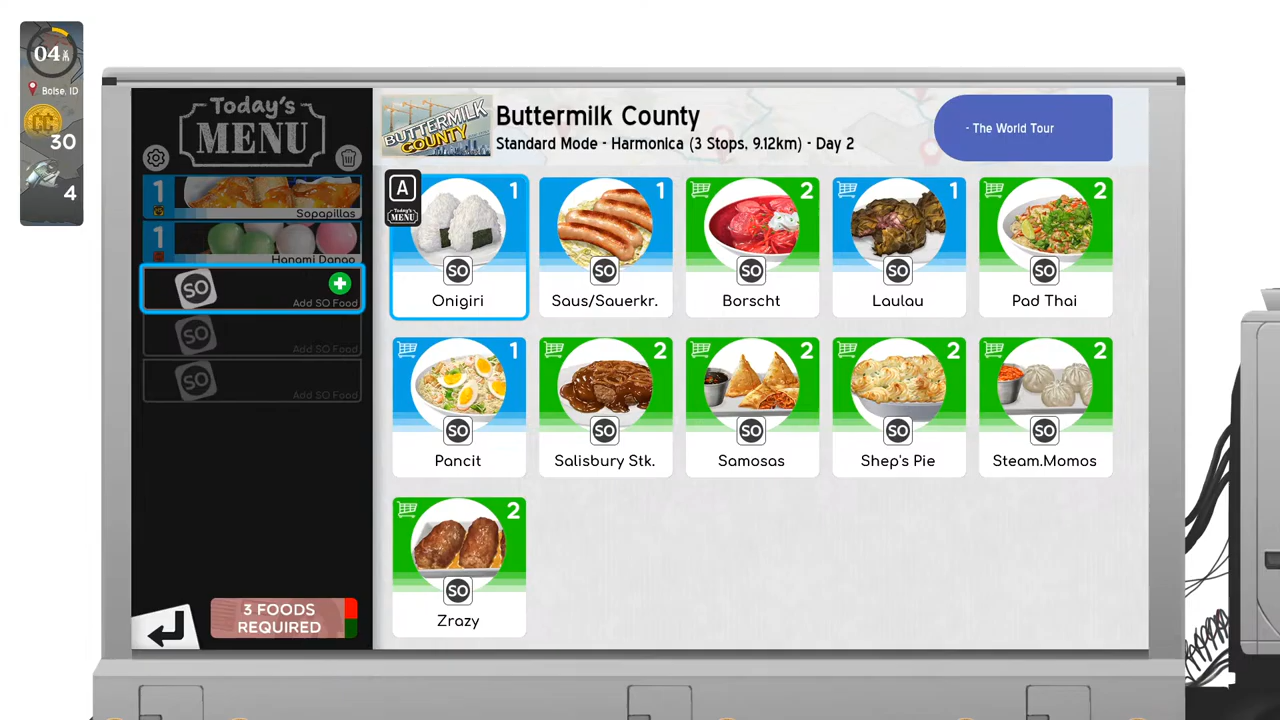 04
Boise, ID
30
4
Today's
MENU
1
Sopapillas
1
Hanami Dango
SO
Add SO Food
SO
Add SO Food
SO
Add SO Food
3 FOODS
REQUIRED
BUTTERMILK
COUNTY
Buttermilk County
Standard Mode - Harmonica (3 Stops, 9.12km) - Day 2
- The World Tour
A
Today's
MENU
1
SO
Onigiri
1
SO
Saus/Sauerkr.
2
SO
Borscht
1
SO
Laulau
2
SO
Pad Thai
1
SO
Pancit
2
SO
Salisbury Stk.
2
SO
Samosas
2
SO
Shep's Pie
2
SO
Steam.Momos
2
SO
Zrazy